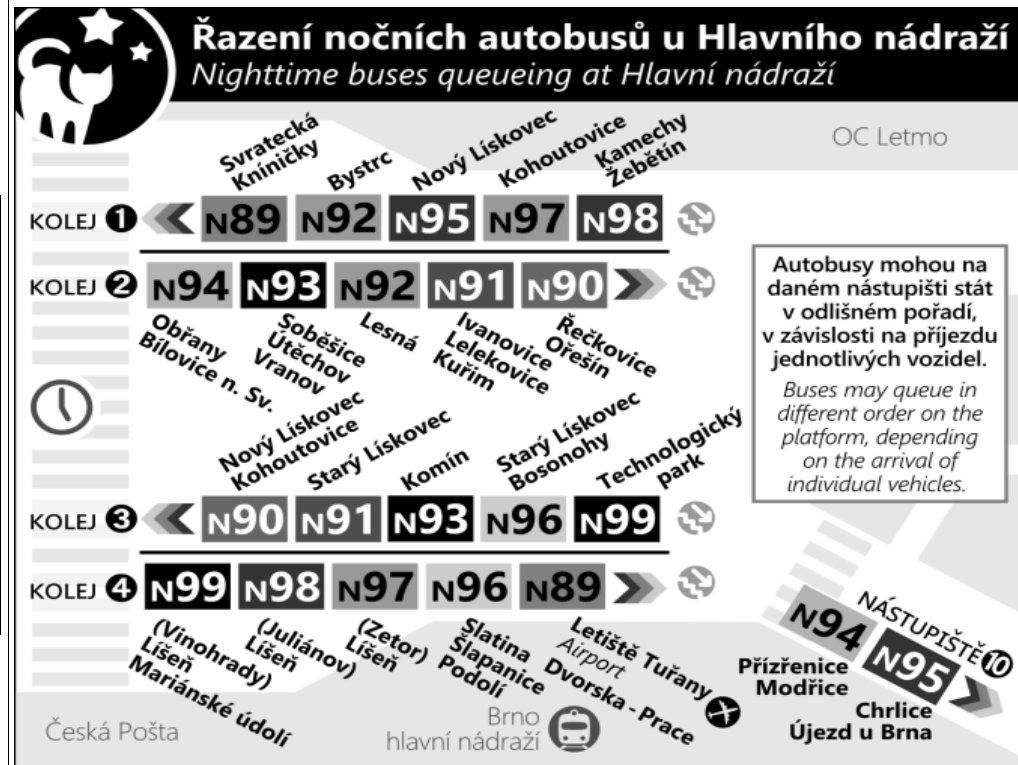 Řazení nočních autobusů u Hlavního nádraží
Nighttime buses queueing at Hlavní nádraží
OC Letmo
Svratecká
Kníničky
Bystrc
Nový Lískovec
Kohoutovice
Kamechy
Žebětín
KOLEJ 1 N89 N92 N95 N97 N98
KOLEJ 2 N94 N93 N92 N91 N90
Obřany
Bílovice n. Sv.
Soběšice
Útěchov
Vranov
Lesná
Ivanovice
Lelekovice
Kuřim
Řečkovice
Ořešín
Autobusy mohou na
daném nástupišti stát
v odlišném pořadí,
v závislosti na příjezdu
jednotlivých vozidel.
Buses may queue in
different order on the
platform, depending
on the arrival of
individual vehicles.
Nový Lískovec
Kohoutovice
Starý Lískovec
Komín
Starý Lískovec
Bosonohy
Technologický
park
KOLEJ 3 N90 N91 N93 N96 N99
KOLEJ 4 N99 N98 N97 N96 N89
(Vinohrady)
Líšeň
Mariánské údolí
(Juliánov)
Líšeň
(Zetor)
Líšeň
Slatina
Šlapanice
Podolí
Letiště Tuřany
Airport
Dvorska - Prace
NÁSTUPIŠTĚ 10
N94 N95
Přízřenice
Modřice
Chrlice
Újezd u Brna
Česká Pošta
Brno
hlavní nádraží